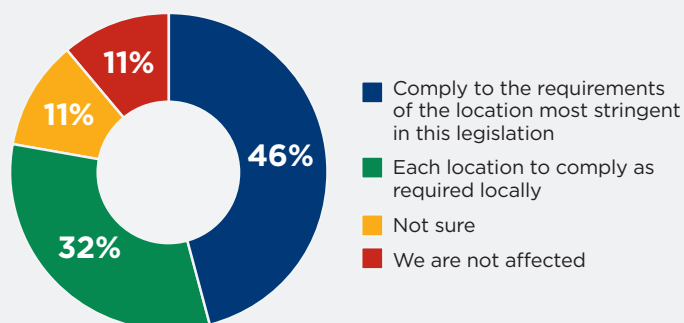 11%
11%
46%
32%
Comply to the requirements
of the location most stringent
in this legislation
Each location to comply as
required locally
Not sure
We are not affected